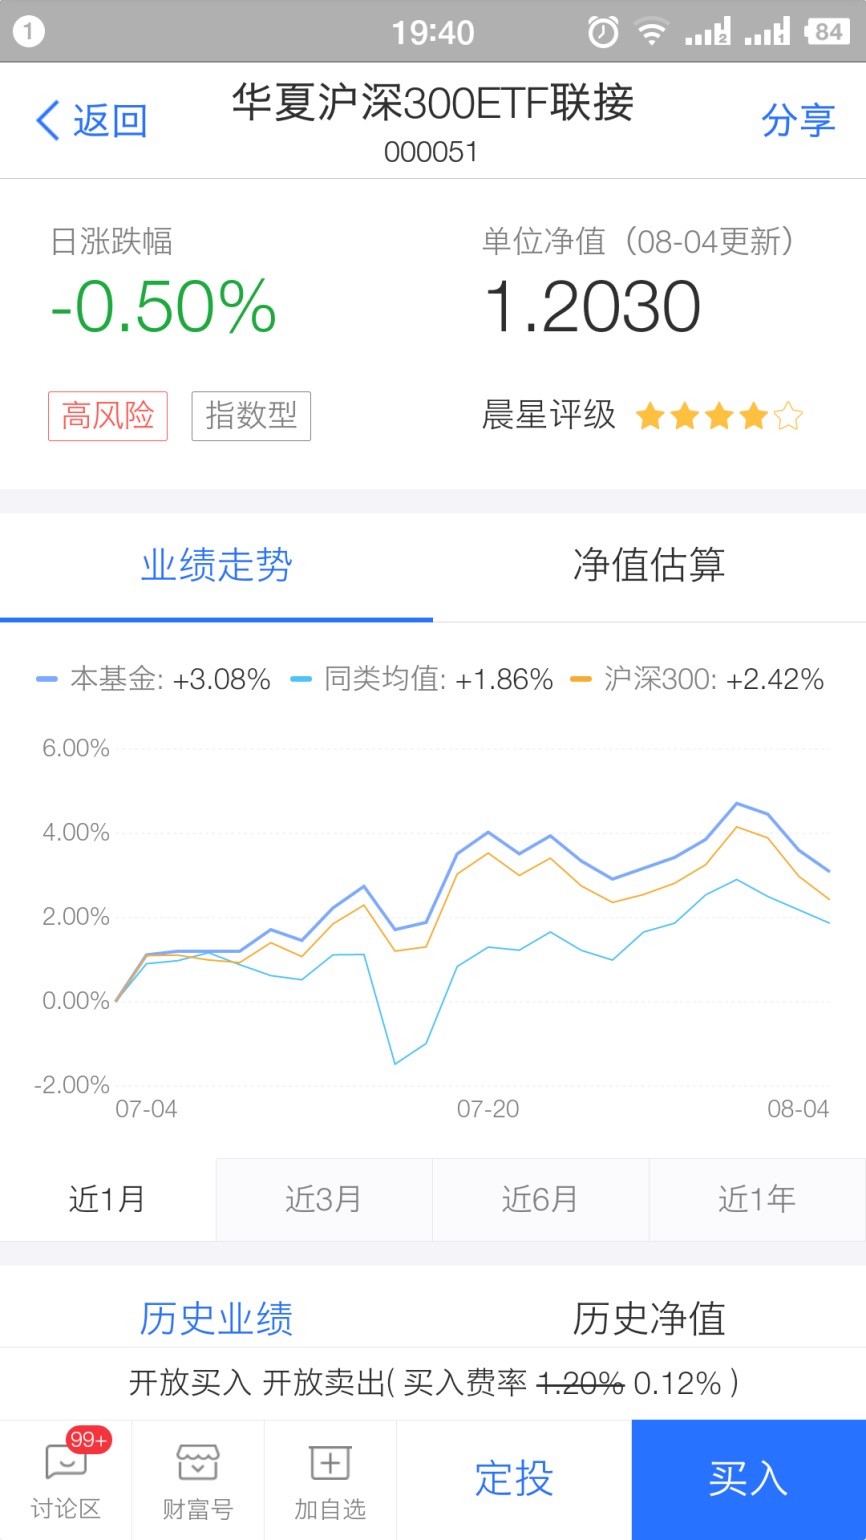 1 19:40 2 1 84
返回 华夏沪深300ETF联接 分享
000051
日涨跌幅 单位净值（08-04更新）
-0.50% 1.2030
高风险 指数型 晨星评级
业绩走势 净值估算
本基金: +3.08% 同类均值: +1.86% 沪深300: +2.42%
6.00%
4.00%
2.00%
0.00%
-2.00%
07-04 07-20 08-04
近1月 近3月 近6月 近1年
历史业绩 历史净值
开放买入 开放卖出( 买入费率 1.20% 0.12% )
99+
讨论区 财富号 加自选 定投 买入